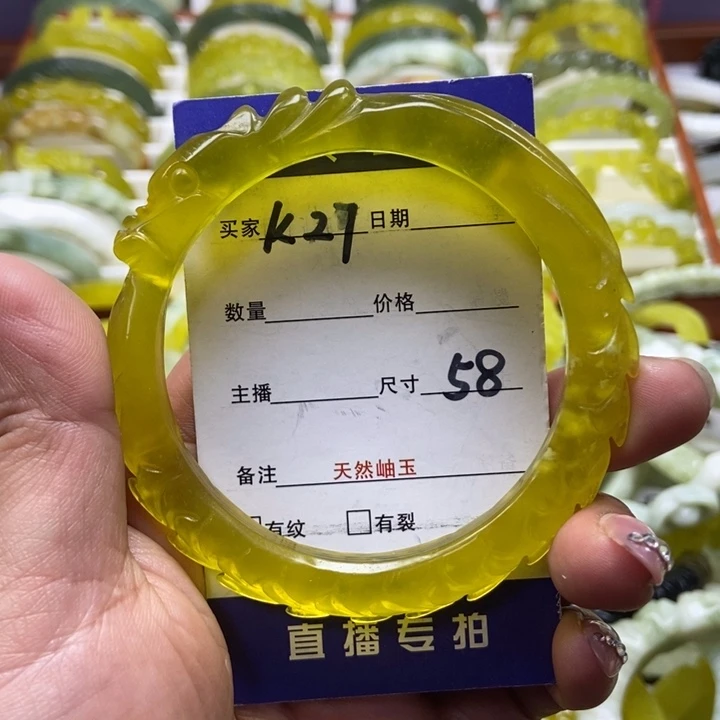 买家 K27 日期
数量 价格
主播 尺寸 58
备注 天然岫玉
有纹 有裂
直播专拍